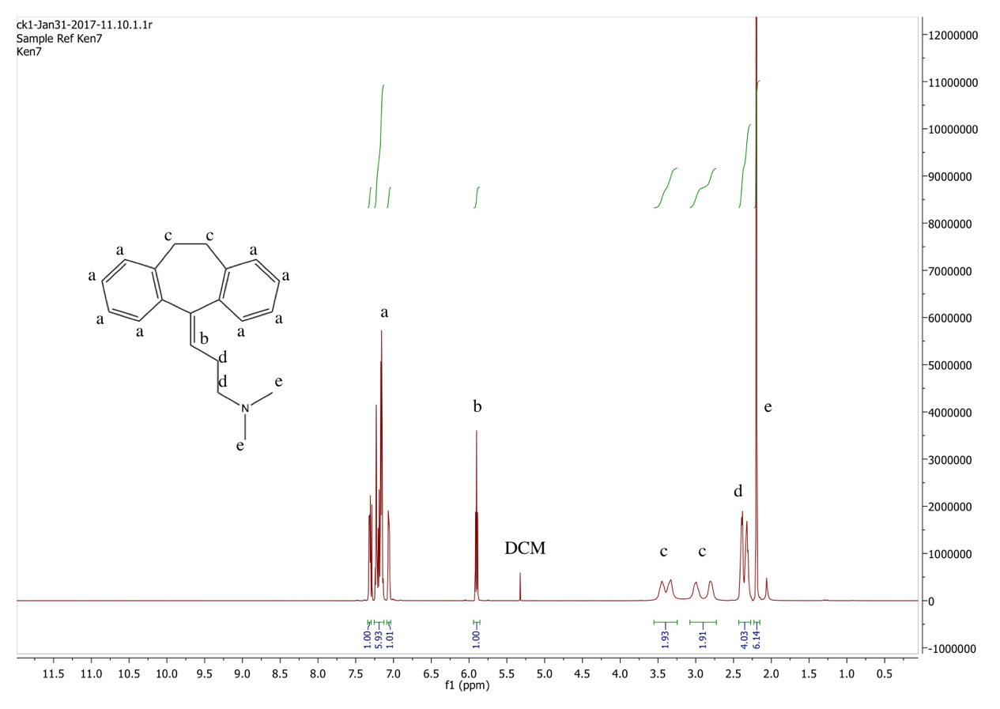 ck1-Jan31-2017-11.10.1.1r
Sample Ref Ken7
Ken7
12000000
11000000
10000000
9000000
8000000
7000000
6000000
5000000
4000000
3000000
2000000
1000000
0
-1000000
c c
a a
a a
a a
a a
b
d
d
e
N
e
a
b
DCM
c
c
d
e
1.00
5.93
1.01
1.00
1.93
1.91
4.03
6.14
11.5 11.0 10.5 10.0 9.5 9.0 8.5 8.0 7.5 7.0 6.5 6.0 5.5 5.0 4.5 4.0 3.5 3.0 2.5 2.0 1.5 1.0 0.5
f1 (ppm)